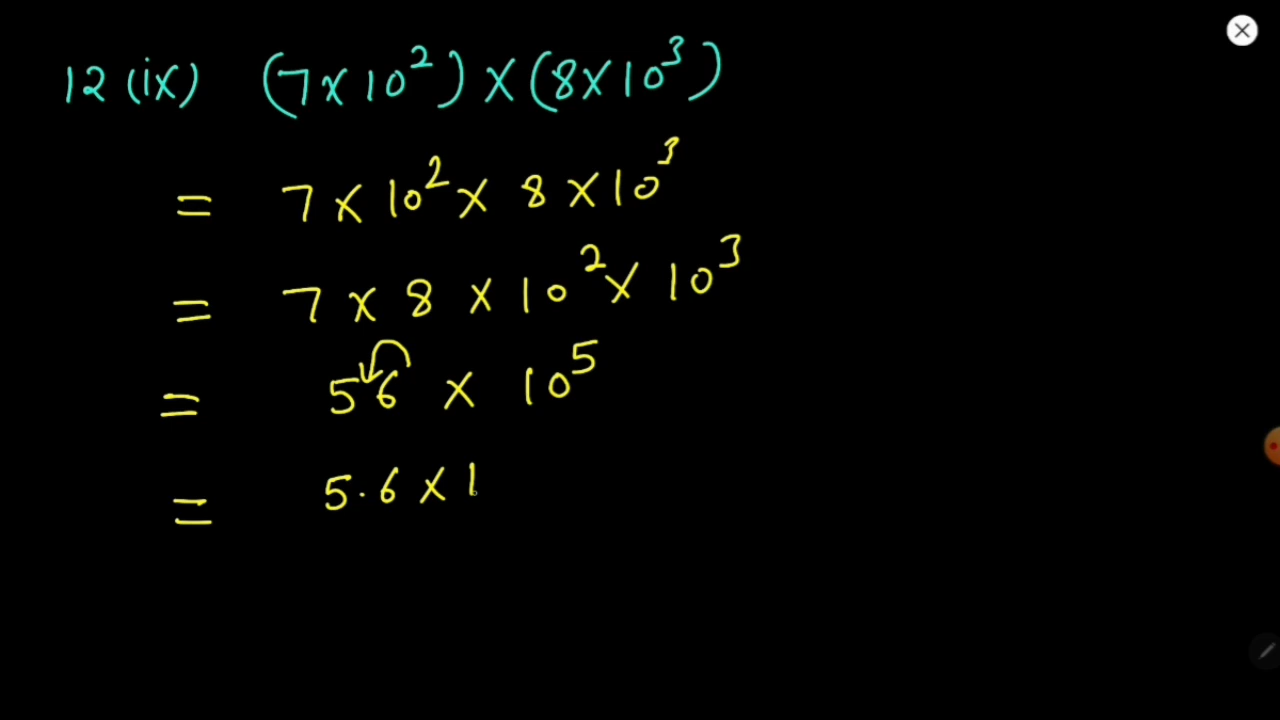 12 (ix) (7 × 10²) × (8 × 10³)
= 7 × 10² × 8 × 10³
= 7 × 8 × 10² × 10³
= 56 × 10⁵
= 5.6 × 1